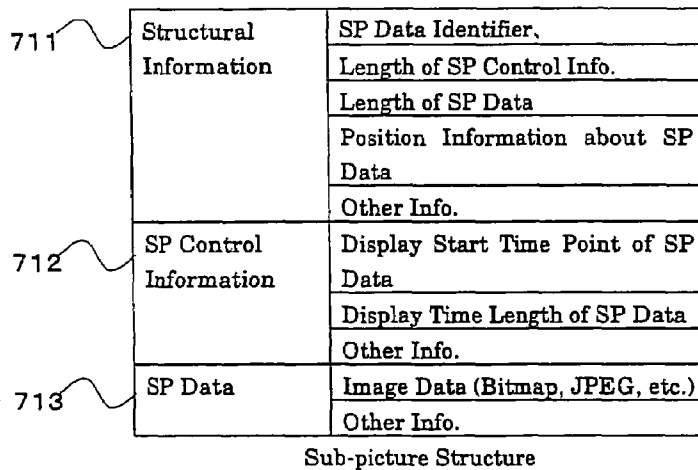 711
Structural Information
SP Data Identifier、
Length of SP Control Info.
Length of SP Data
Position Information about SP
Data
Other Info.
712
SP Control
Information
Display Start Time Point of SP
Data
Display Time Length of SP Data
Other Info.
713
SP Data
Image Data (Bitmap, JPEG, etc.)
Other Info.
Sub-picture Structure